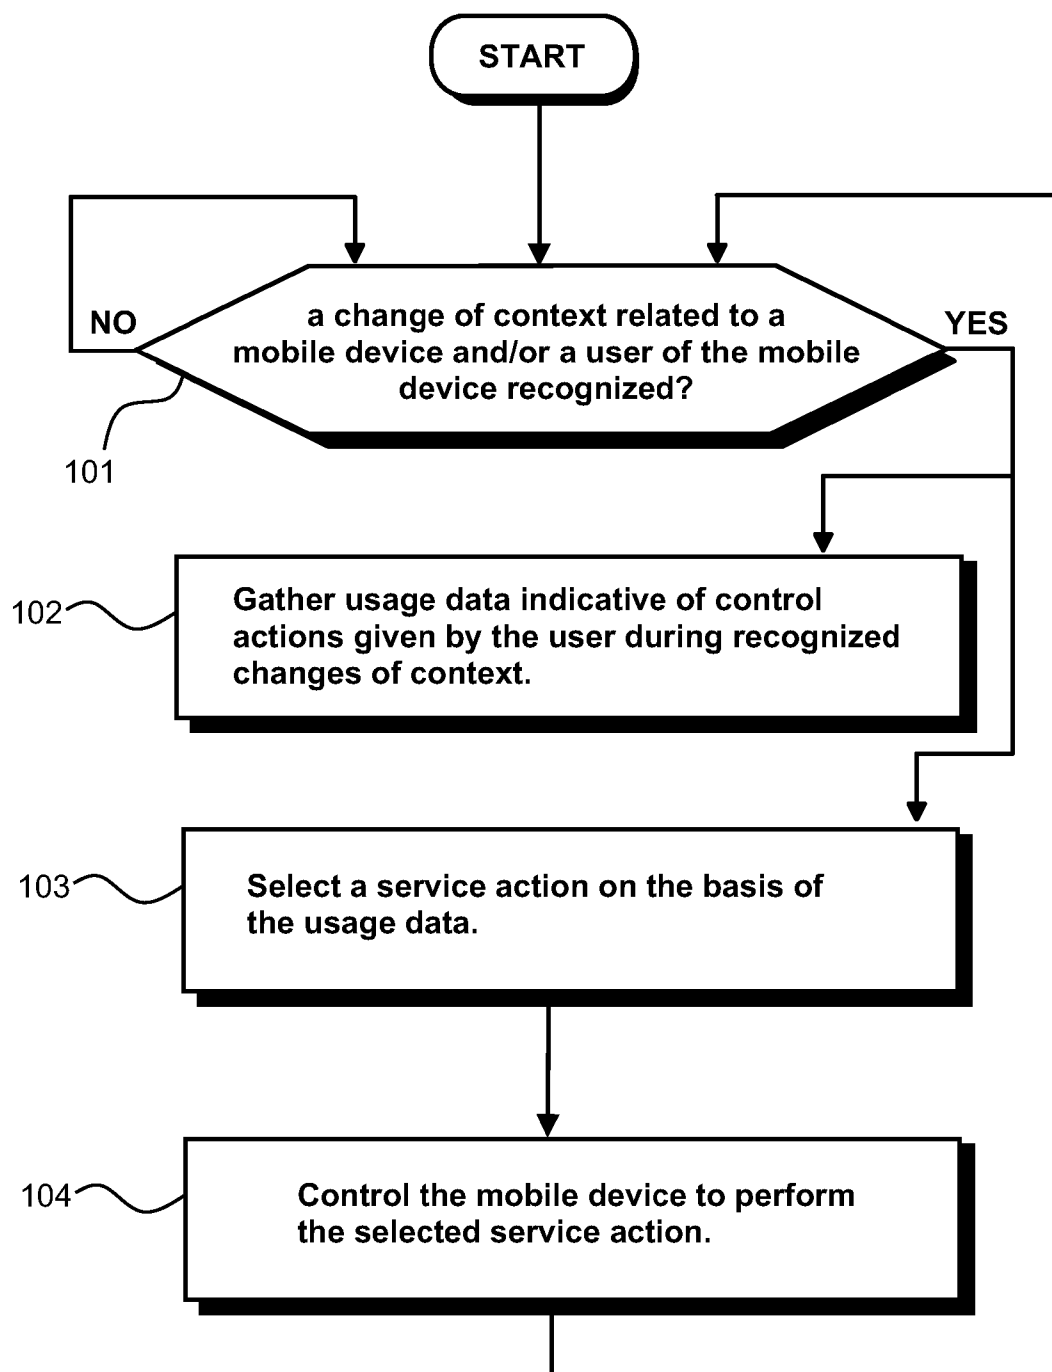 START
NO
a change of context related to a
mobile device and/or a user of the mobile
device recognized?
YES
101
102
Gather usage data indicative of control
actions given by the user during recognized
changes of context.
103
Select a service action on the basis of
the usage data.
104
Control the mobile device to perform
the selected service action.